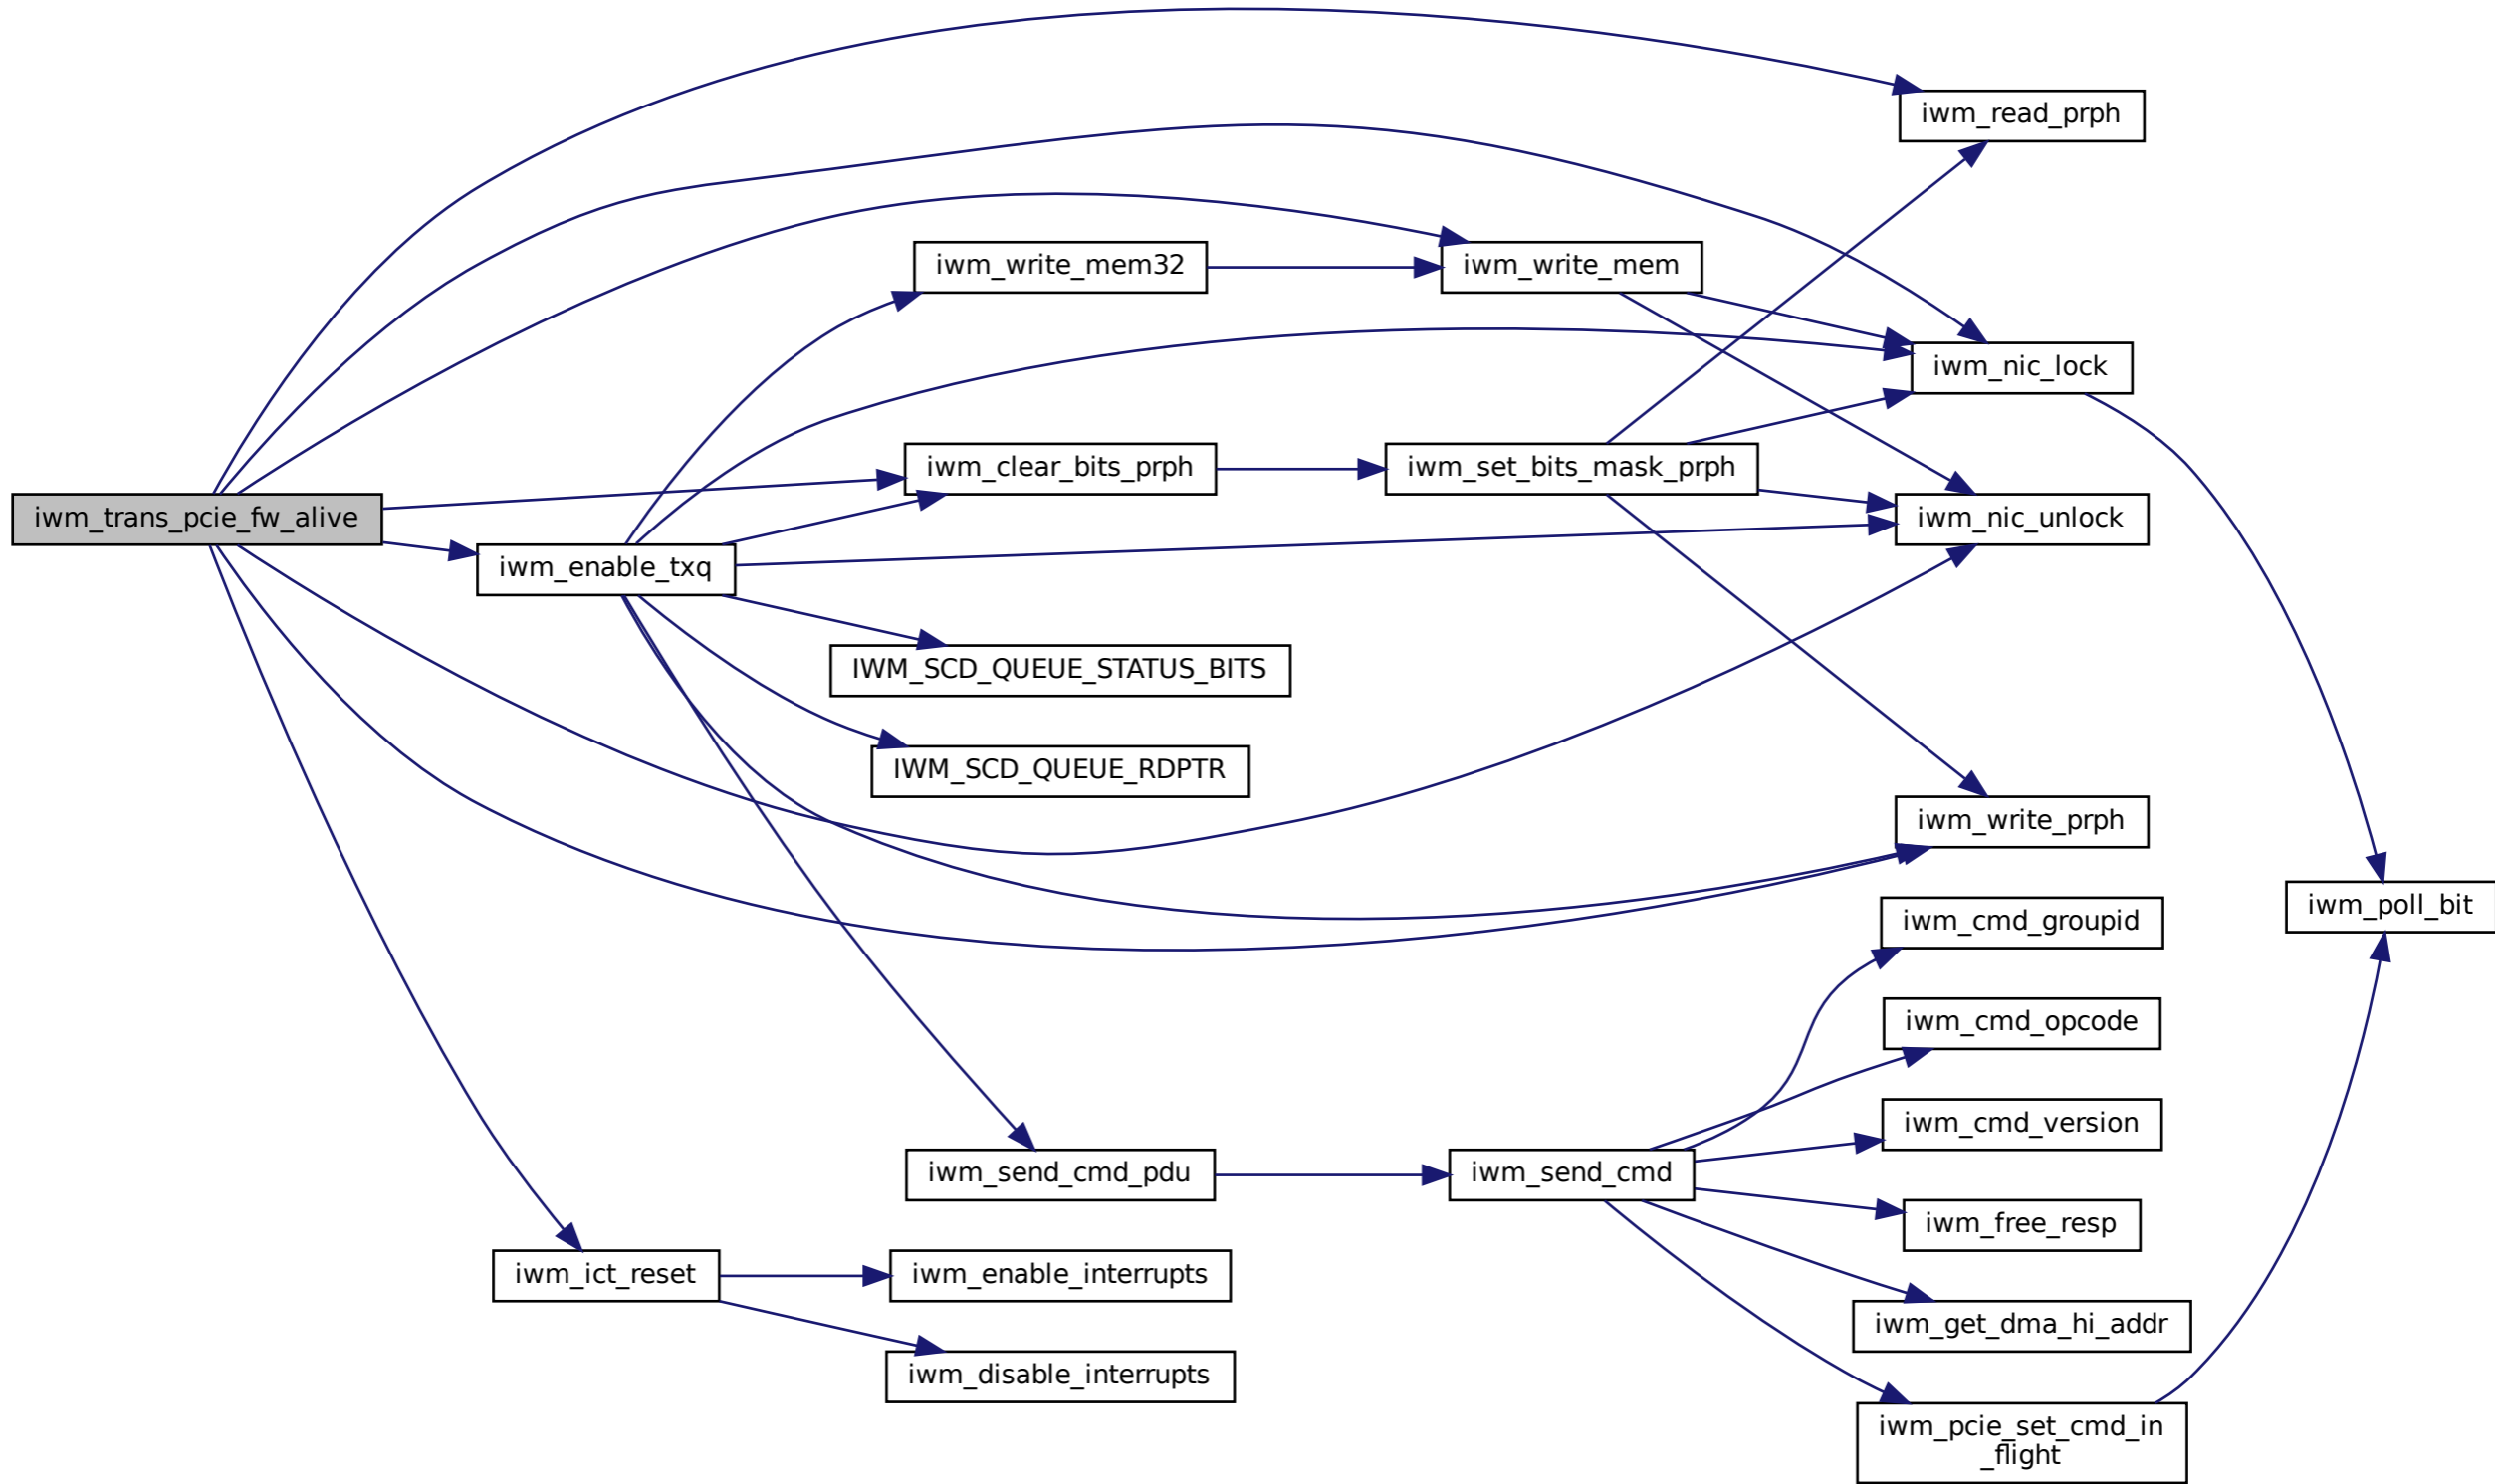 iwm_read_prph
iwm_write_mem32
iwm_write_mem
iwm_nic_lock
iwm_clear_bits_prph
iwm_set_bits_mask_prph
iwm_trans_pcie_fw_alive
iwm_nic_unlock
iwm_enable_txq
IWM_SCD_QUEUE_STATUS_BITS
IWM_SCD_QUEUE_RDPTR
iwm_write_prph
iwm_poll_bit
iwm_cmd_groupid
iwm_cmd_opcode
iwm_cmd_version
iwm_send_cmd_pdu
iwm_send_cmd
iwm_free_resp
iwm_ict_reset
iwm_enable_interrupts
iwm_get_dma_hi_addr
iwm_disable_interrupts
iwm_pcie_set_cmd_in
_flight